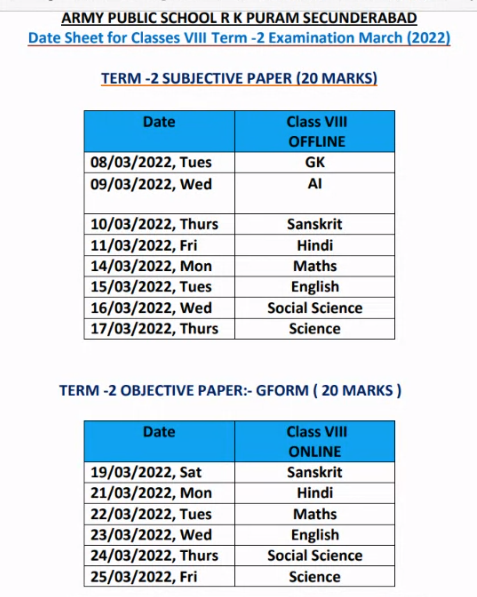 ARMY PUBLIC SCHOOL R K PURAM SECUNDERABAD
Date Sheet for Classes VIII Term -2 Examination March (2022)
TERM -2 SUBJECTIVE PAPER (20 MARKS)
Date Class VIII OFFLINE
08/03/2022, Tues GK
09/03/2022, Wed AI
10/03/2022, Thurs Sanskrit
11/03/2022, Fri Hindi
14/03/2022, Mon Maths
15/03/2022, Tues English
16/03/2022, Wed Social Science
17/03/2022, Thurs Science
TERM -2 OBJECTIVE PAPER:- GFORM ( 20 MARKS )
Date Class VIII ONLINE
19/03/2022, Sat Sanskrit
21/03/2022, Mon Hindi
22/03/2022, Tues Maths
23/03/2022, Wed English
24/03/2022, Thurs Social Science
25/03/2022, Fri Science